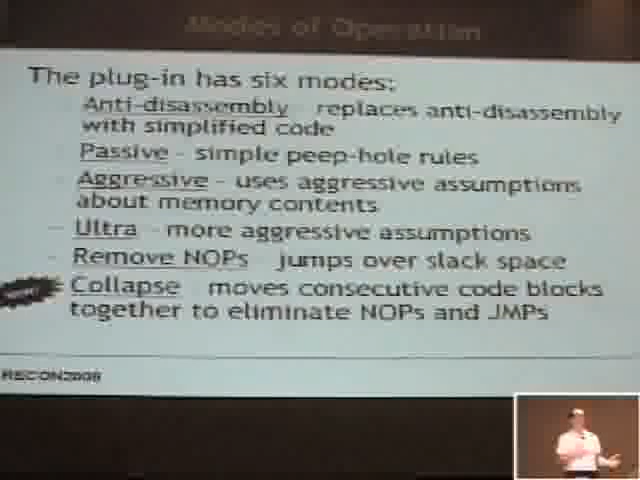 Modes of Operation
The plug-in has six modes:
- Anti-disassembly - replaces anti-disassembly
with simplified code
- Passive - simple peep-hole rules
- Aggressive - uses aggressive assumptions
about memory contents
- Ultra - more aggressive assumptions
- Remove NOPs - jumps over slack space
- Collapse - moves consecutive code blocks
together to eliminate NOPs and JMPs
RECON2008